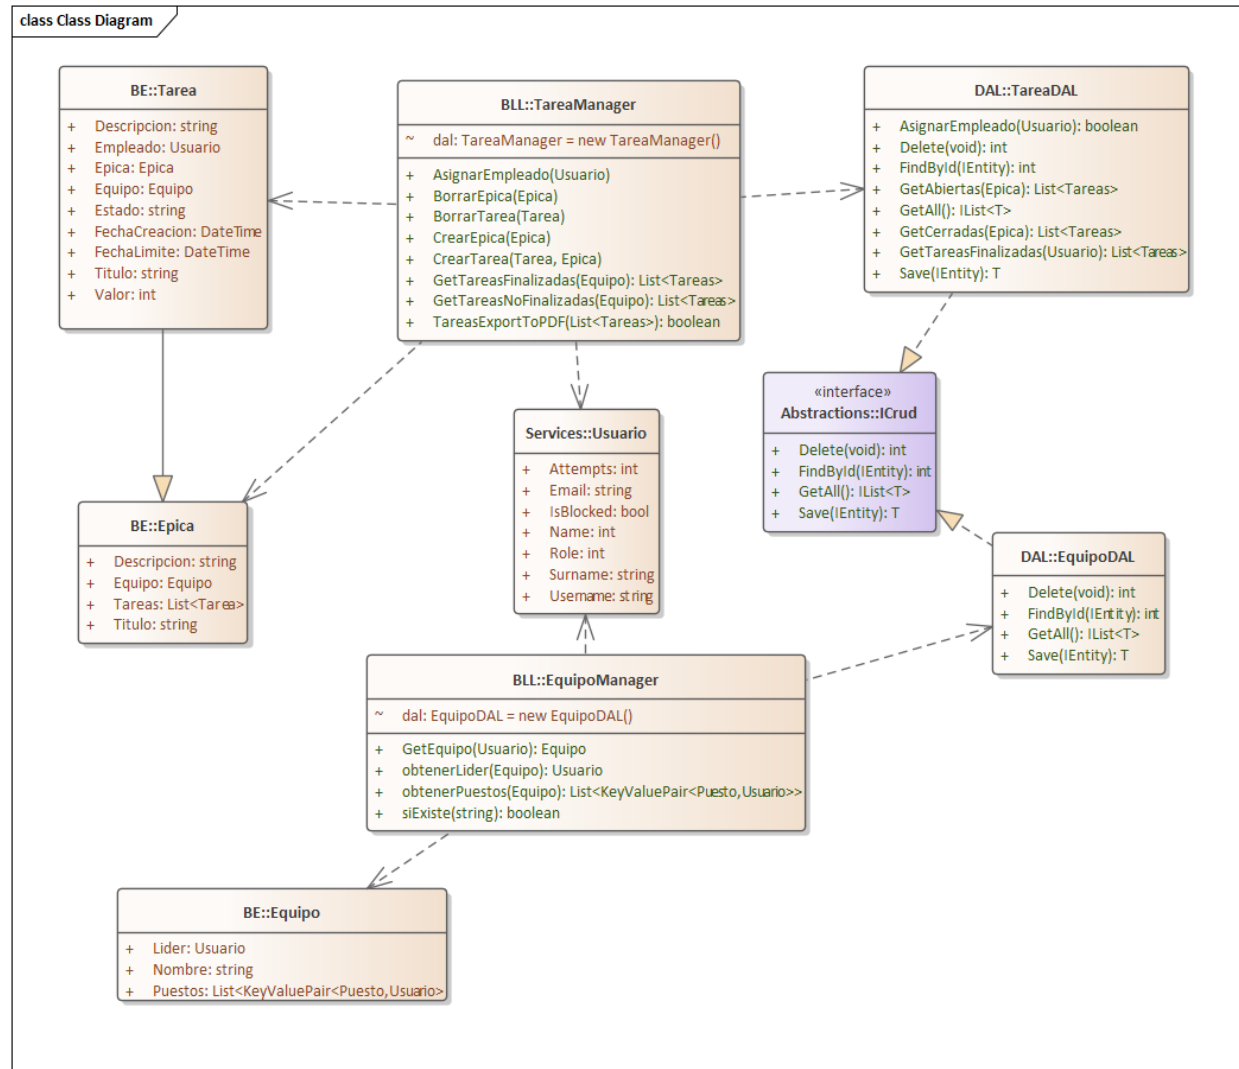 class Class Diagram
BE::Tarea
+ Descripcion: string
+ Empleado: Usuario
+ Epica: Epica
+ Equipo: Equipo
+ Estado: string
+ FechaCreacion: DateTime
+ FechaLimite: DateTime
+ Titulo: string
+ Valor: int
BLL::TareaManager
~ dal: TareaManager = new TareaManager()
+ AsignarEmpleado(Usuario)
+ BorrarEpica(Epica)
+ BorrarTarea(Tarea)
+ CrearEpica(Epica)
+ CrearTarea(Tarea, Epica)
+ GetTareasFinalizadas(Equipo): List<Tareas>
+ GetTareasNoFinalizadas(Equipo): List<Tareas>
+ TareasExportToPDF(List<Tareas>): boolean
DAL::TareaDAL
+ AsignarEmpleado(Usuario): boolean
+ Delete(void): int
+ FindById(IEntity): int
+ GetAbiertas(Epica): List<Tareas>
+ GetAll(): IList<T>
+ GetCerradas(Epica): List<Tareas>
+ GetTareasFinalizadas(Usuario): List<Tareas>
+ Save(IEntity): T
«interface»
Abstractions::ICrud
+ Delete(void): int
+ FindById(IEntity): int
+ GetAll(): IList<T>
+ Save(IEntity): T
Services::Usuario
+ Attempts: int
+ Email: string
+ IsBlocked: bool
+ Name: int
+ Role: int
+ Surname: string
+ Username: string
BE::Epica
+ Descripcion: string
+ Equipo: Equipo
+ Tareas: List<Tarea>
+ Titulo: string
DAL::EquipoDAL
+ Delete(void): int
+ FindById(IEntity): int
+ GetAll(): IList<T>
+ Save(IEntity): T
BLL::EquipoManager
~ dal: EquipoDAL = new EquipoDAL()
+ GetEquipo(Usuario): Equipo
+ obtenerLider(Equipo): Usuario
+ obtenerPuestos(Equipo): List<KeyValuePair<Puesto,Usuario>>
+ siExiste(string): boolean
BE::Equipo
+ Lider: Usuario
+ Nombre: string
+ Puestos: List<KeyValuePair<Puesto,Usuario>